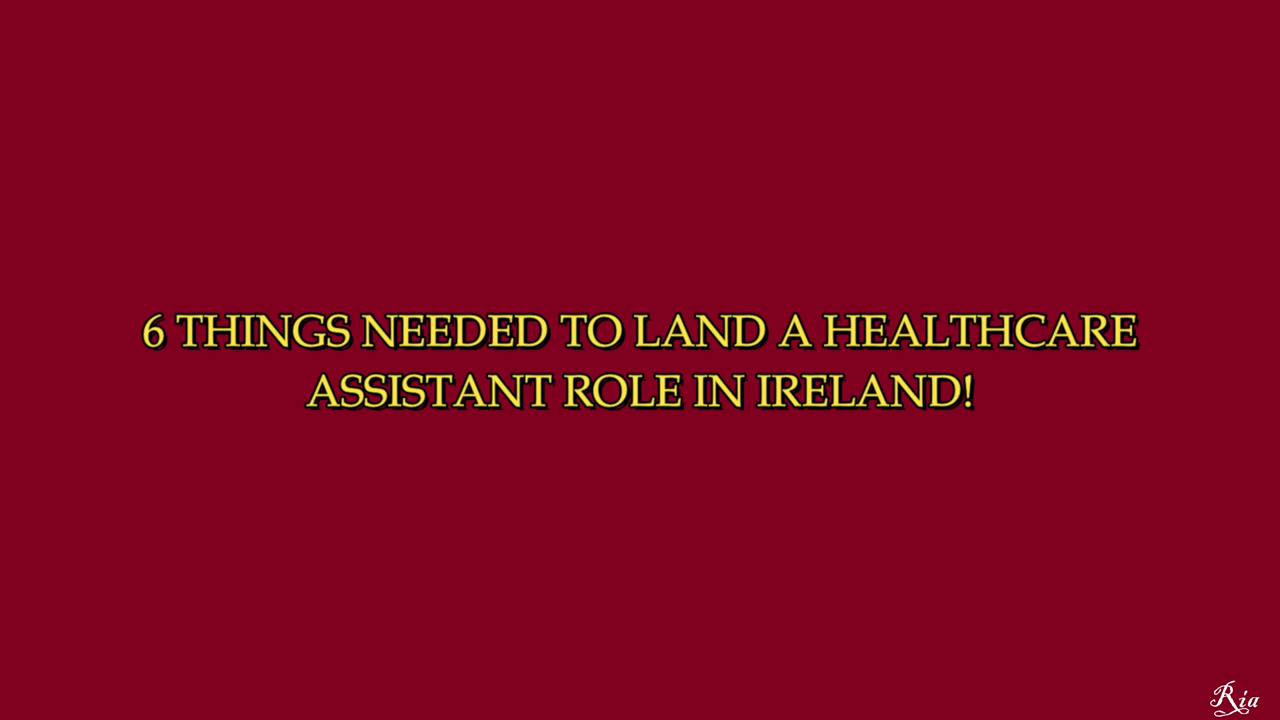 6 THINGS NEEDED TO LAND A HEALTHCARE
ASSISTANT ROLE IN IRELAND!
Ria